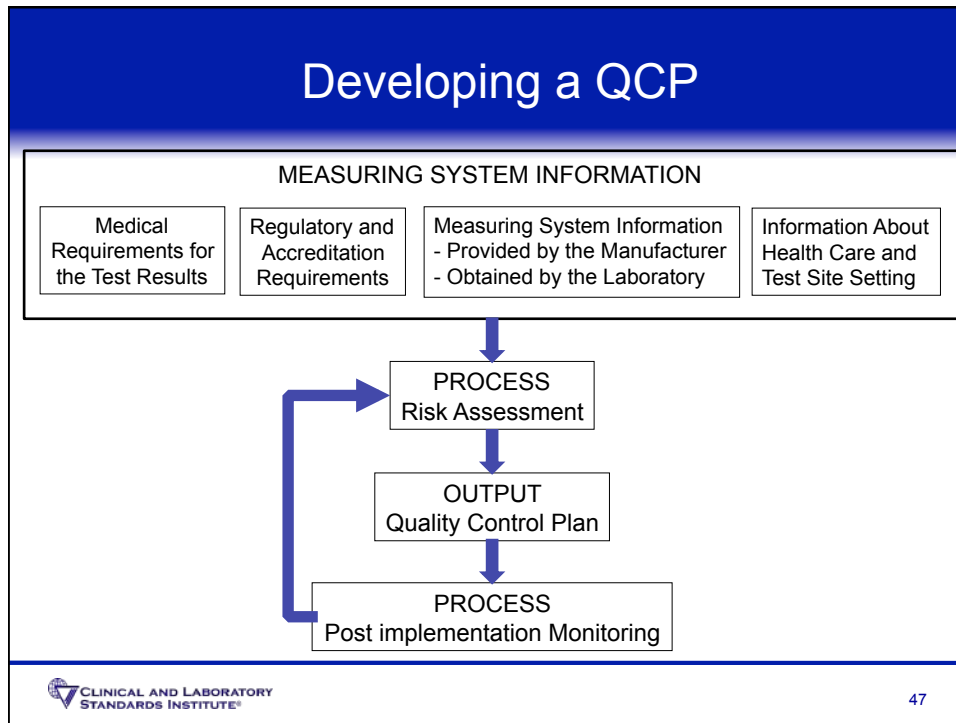 Developing a QCP
MEASURING SYSTEM INFORMATION
Medical
Requirements for
the Test Results
Regulatory and
Accreditation
Requirements
Measuring System Information
- Provided by the Manufacturer
- Obtained by the Laboratory
Information About
Health Care and
Test Site Setting
PROCESS
Risk Assessment
OUTPUT
Quality Control Plan
PROCESS
Post implementation Monitoring
CLINICAL AND LABORATORY
STANDARDS INSTITUTE®
47